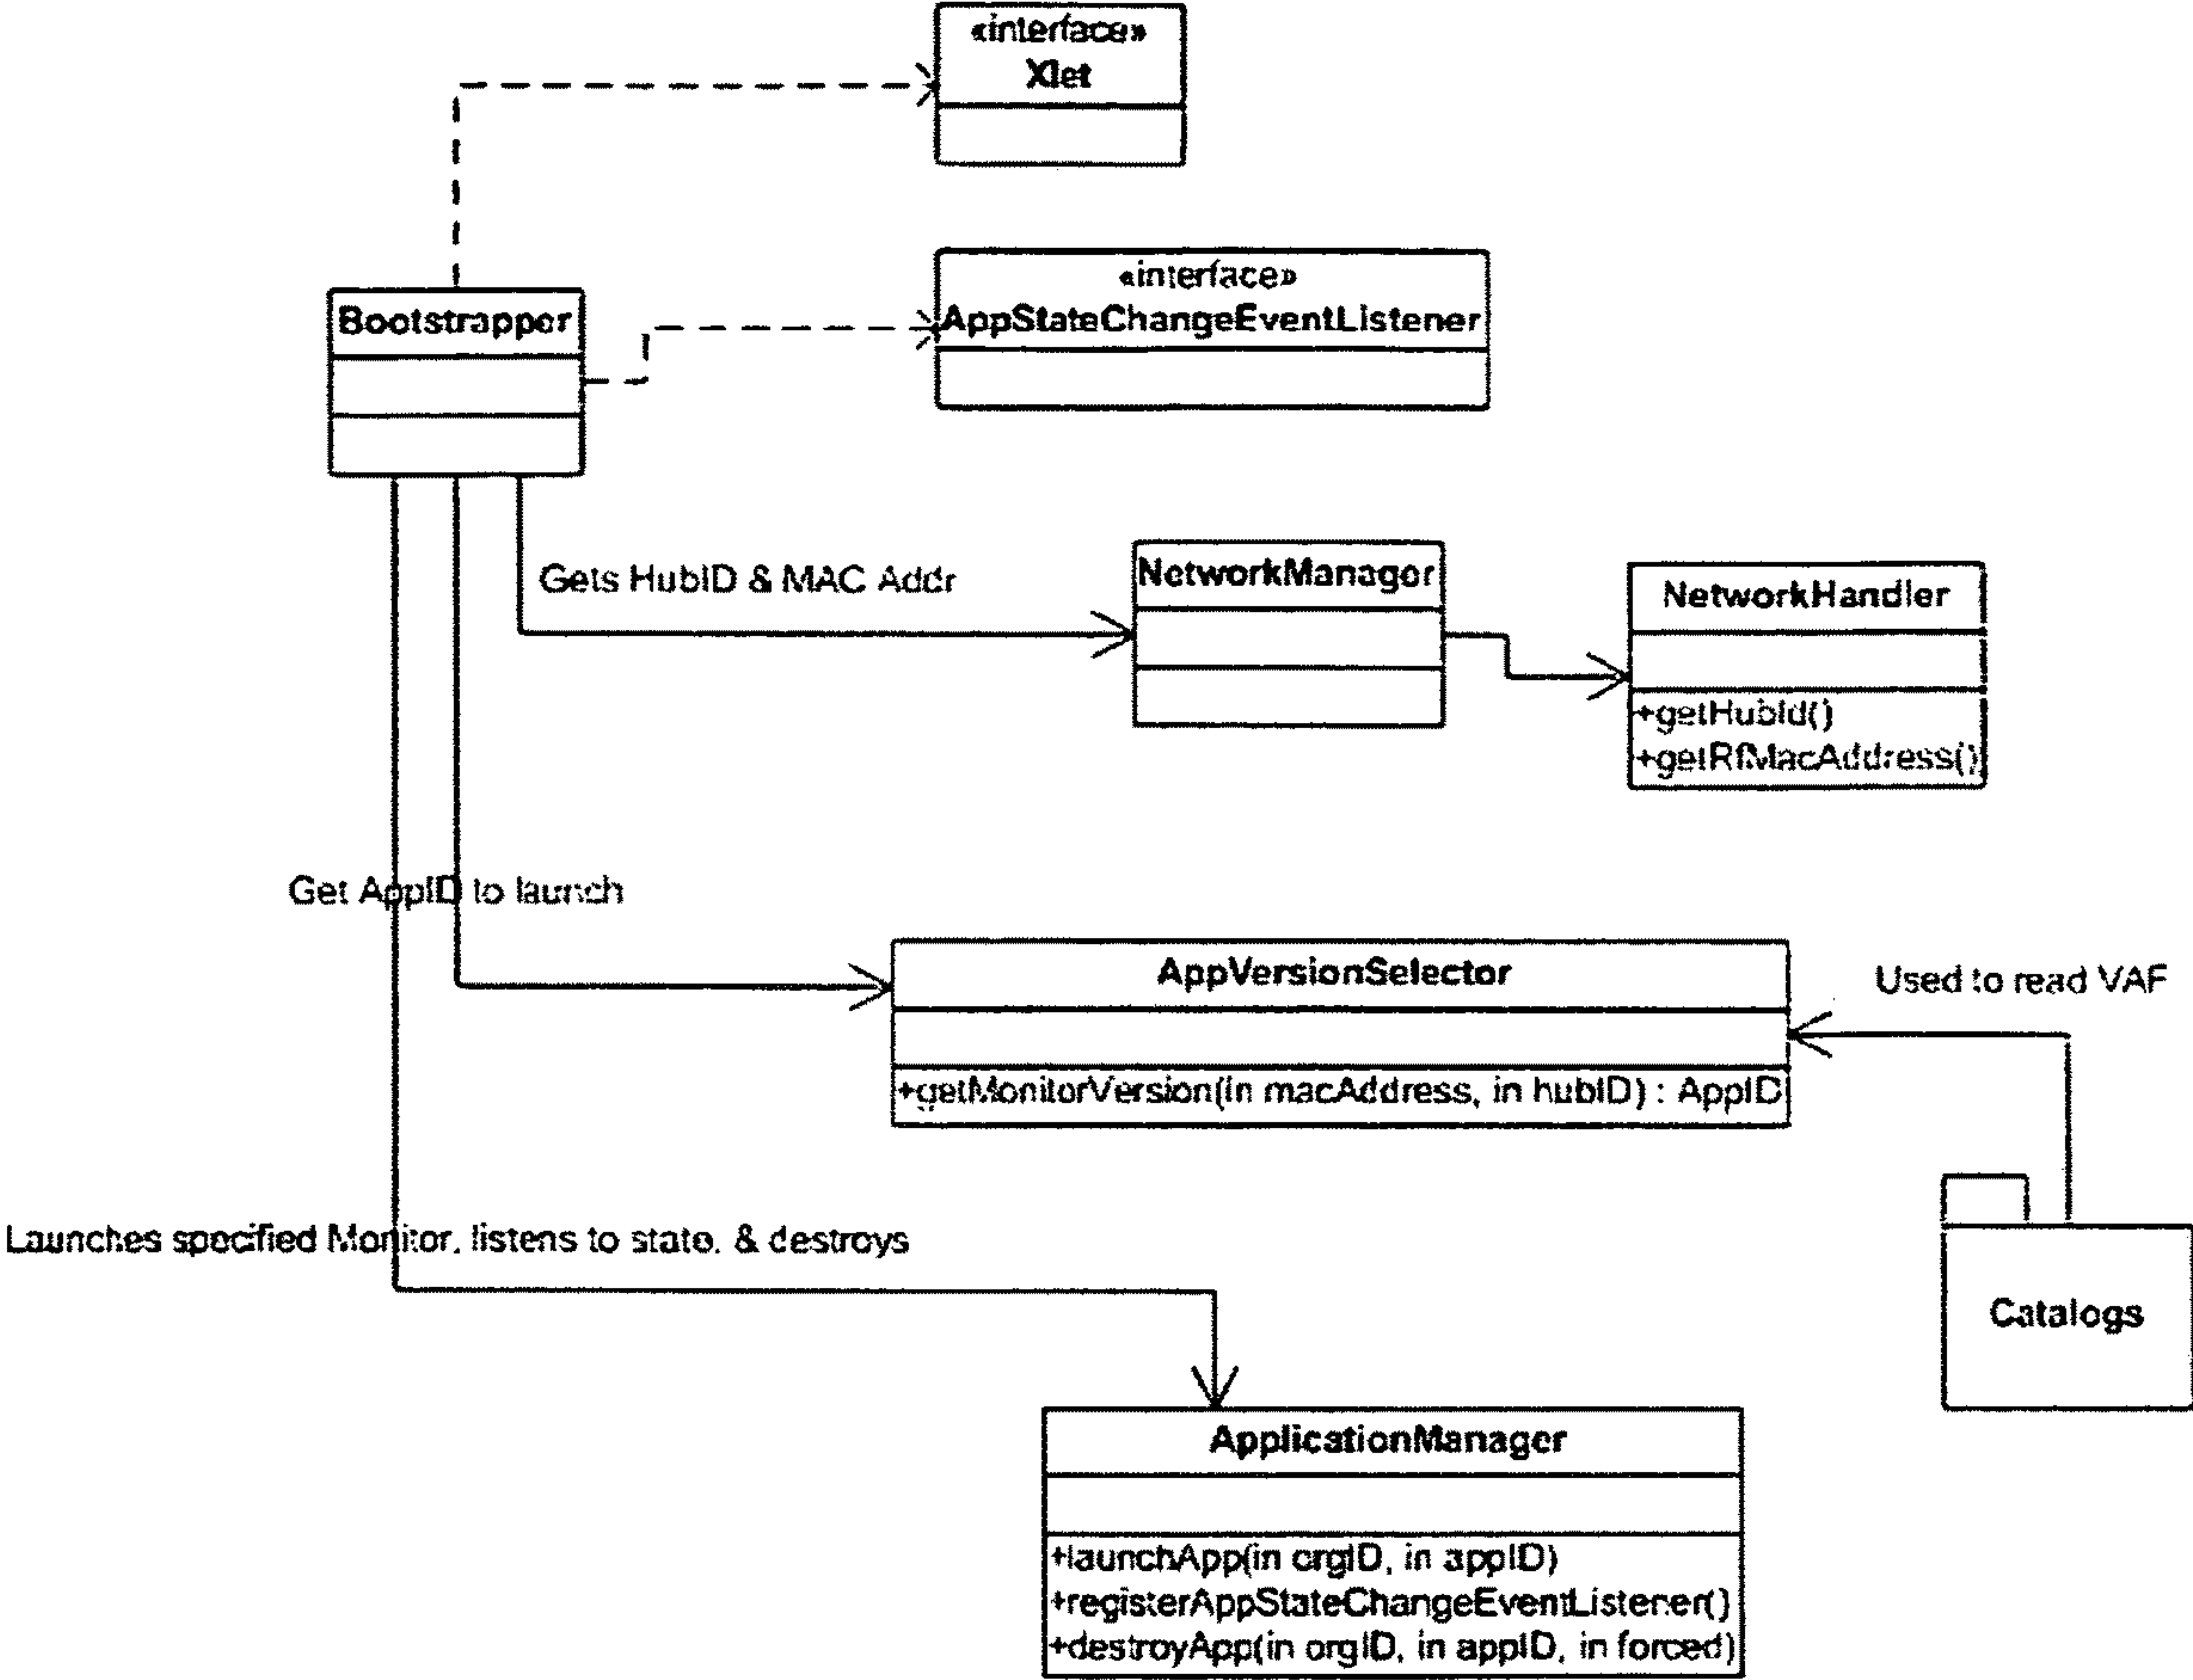 «interface»
Xlet
«interface»
AppStateChangeEventListener
Bootstrapper
Gets HubID & MAC Addr
NetworkManager
NetworkHandler
+getHubId()
+getRfMacAddress()
Get AppID to launch
AppVersionSelector
+getMonitorVersion(in macAddress, in hubID) : AppID
Used to read VAF
Launches specified Monitor, listens to state, & destroys
Catalogs
ApplicationManager
+launchApp(in orgID, in appID)
+registerAppStateChangeEventListener()
+destroyApp(in orgID, in appID, in forced)